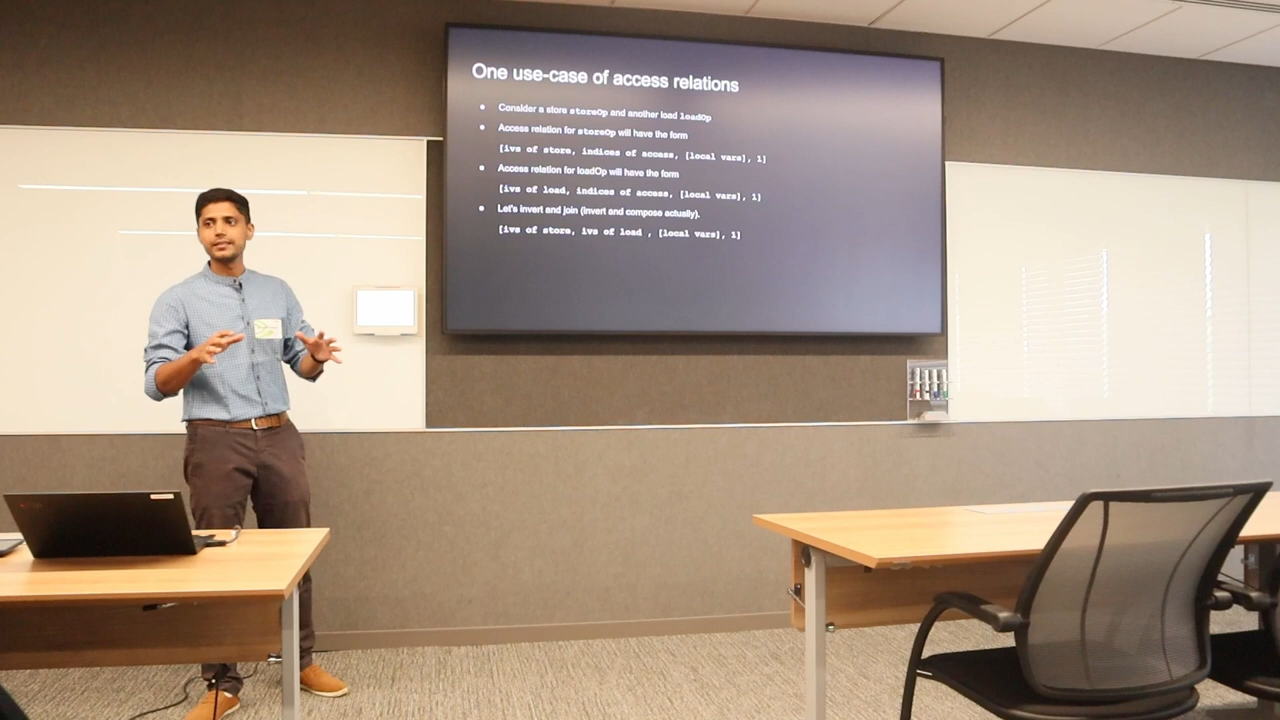 One use-case of access relations
● Consider a store storeOp and another load loadOp
● Access relation for storeOp will have the form
[ivs of store, indices of access, [local vars], 1]
● Access relation for loadOp will have the form
[ivs of load, indices of access, [local vars], 1]
● Let's invert and join (invert and compose actually).
[ivs of store, ivs of load , [local vars], 1]